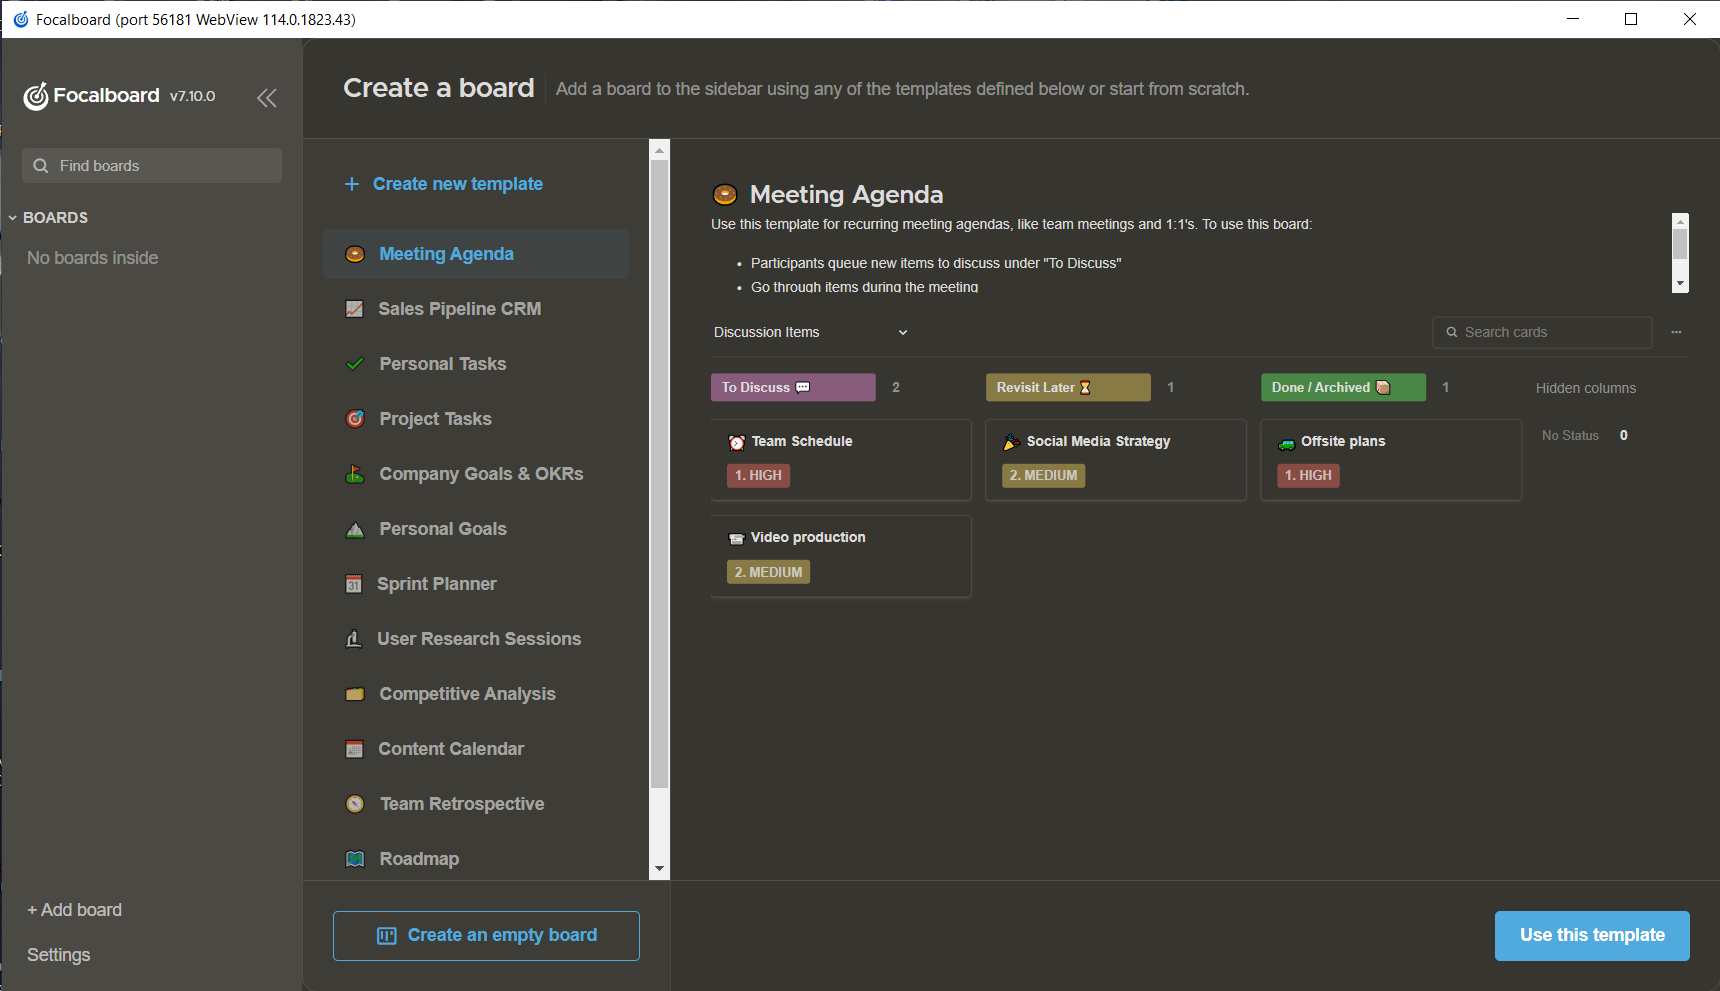 Focalboard (port 56181 WebView 114.0.1823.43)
Focalboard v7.10.0
Find boards
BOARDS
No boards inside
+ Add board
Settings
Create a board
Add a board to the sidebar using any of the templates defined below or start from scratch.
+ Create new template
Meeting Agenda
Sales Pipeline CRM
Personal Tasks
Project Tasks
Company Goals & OKRs
Personal Goals
31 Sprint Planner
User Research Sessions
Competitive Analysis
Content Calendar
Team Retrospective
Roadmap
Create an empty board
Meeting Agenda
Use this template for recurring meeting agendas, like team meetings and 1:1's. To use this board:
• Participants queue new items to discuss under "To Discuss"
• Go through items during the meeting
Discussion Items
Search cards
To Discuss 💬 2
Revisit Later ⏳ 1
Done / Archived 1
Hidden columns
No Status 0
Team Schedule
1. HIGH
Video production
2. MEDIUM
Social Media Strategy
2. MEDIUM
Offsite plans
1. HIGH
Use this template